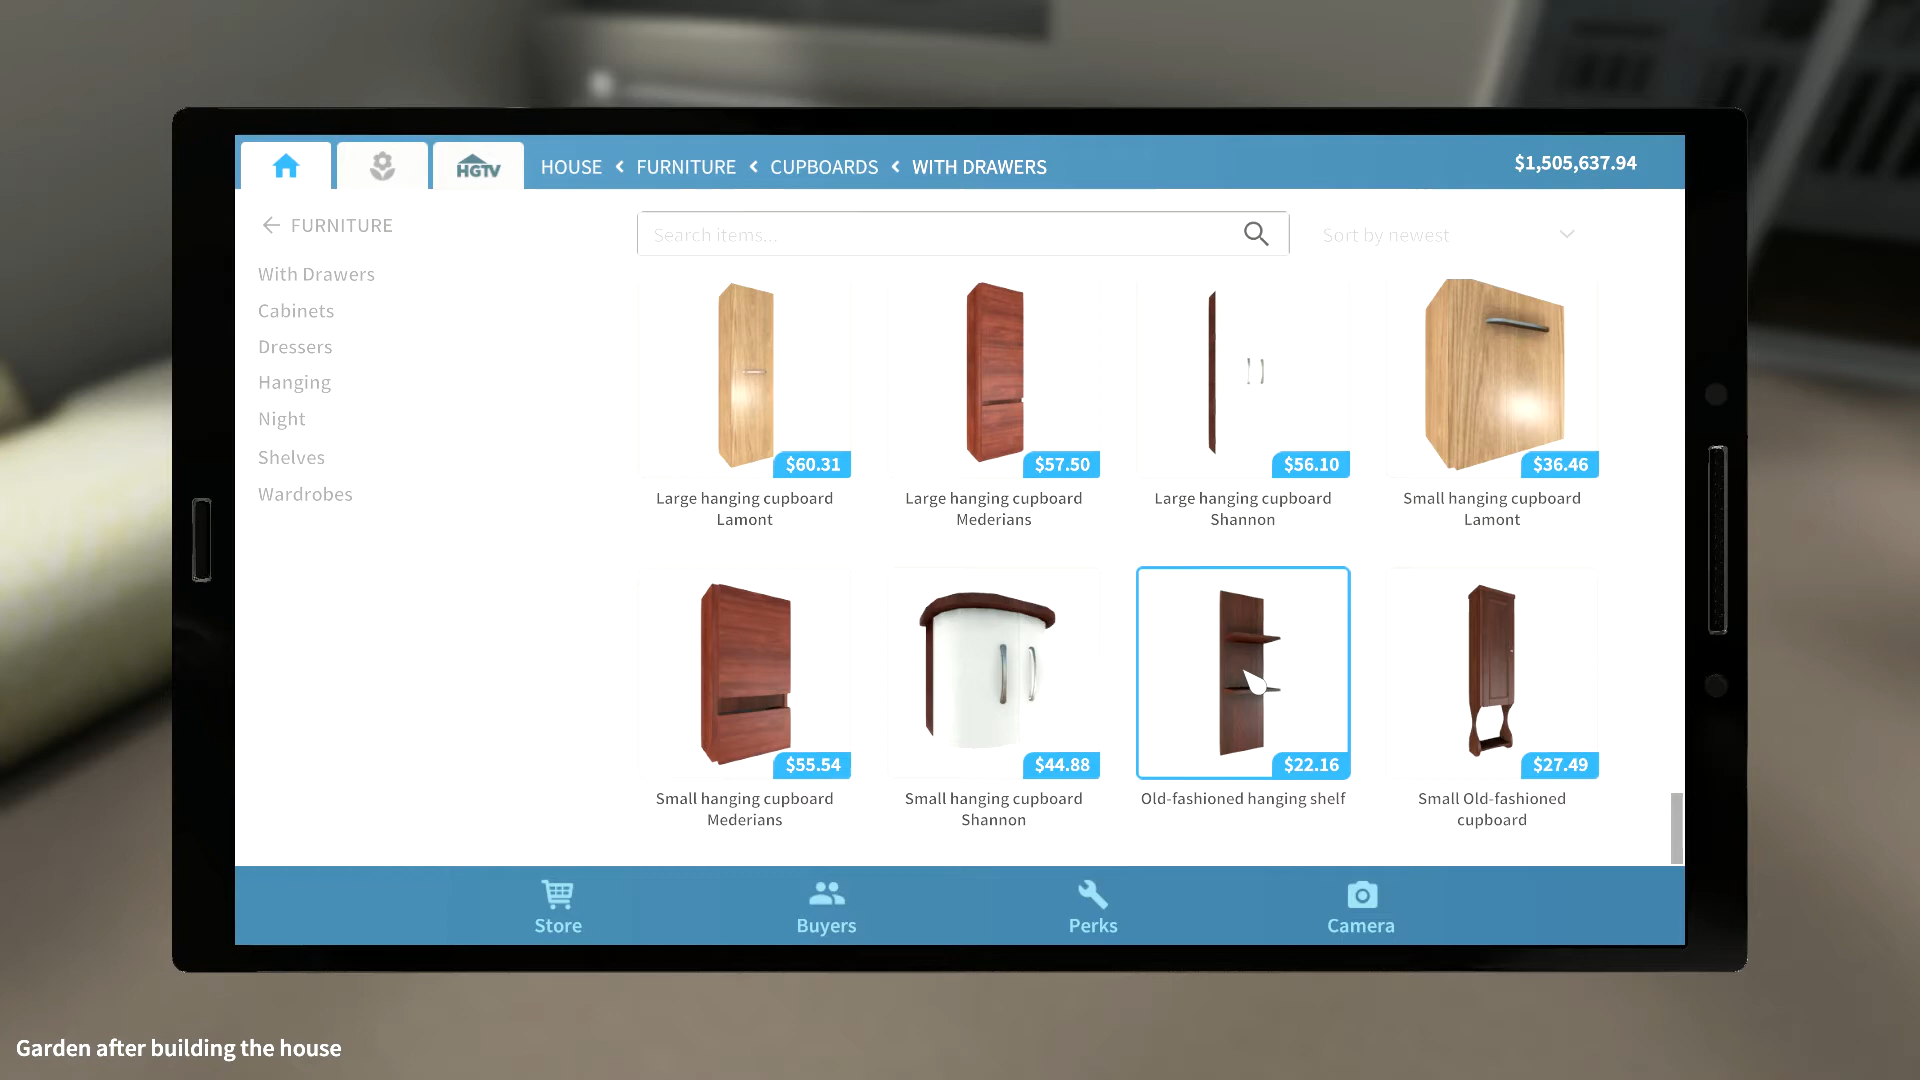 HGTV
HOUSE < FURNITURE < CUPBOARDS < WITH DRAWERS
$1,505,637.94
FURNITURE
Search items...
Sort by newest
With Drawers
Cabinets
Dressers
Hanging
Night
Shelves
Wardrobes
$60.31
$57.50
$56.10
$36.46
Large hanging cupboard
Lamont
Large hanging cupboard
Mederians
Large hanging cupboard
Shannon
Small hanging cupboard
Lamont
$55.54
$44.88
$22.16
$27.49
Small hanging cupboard
Mederians
Small hanging cupboard
Shannon
Old-fashioned hanging shelf
Small Old-fashioned
cupboard
Store
Buyers
Perks
Camera
Garden after building the house